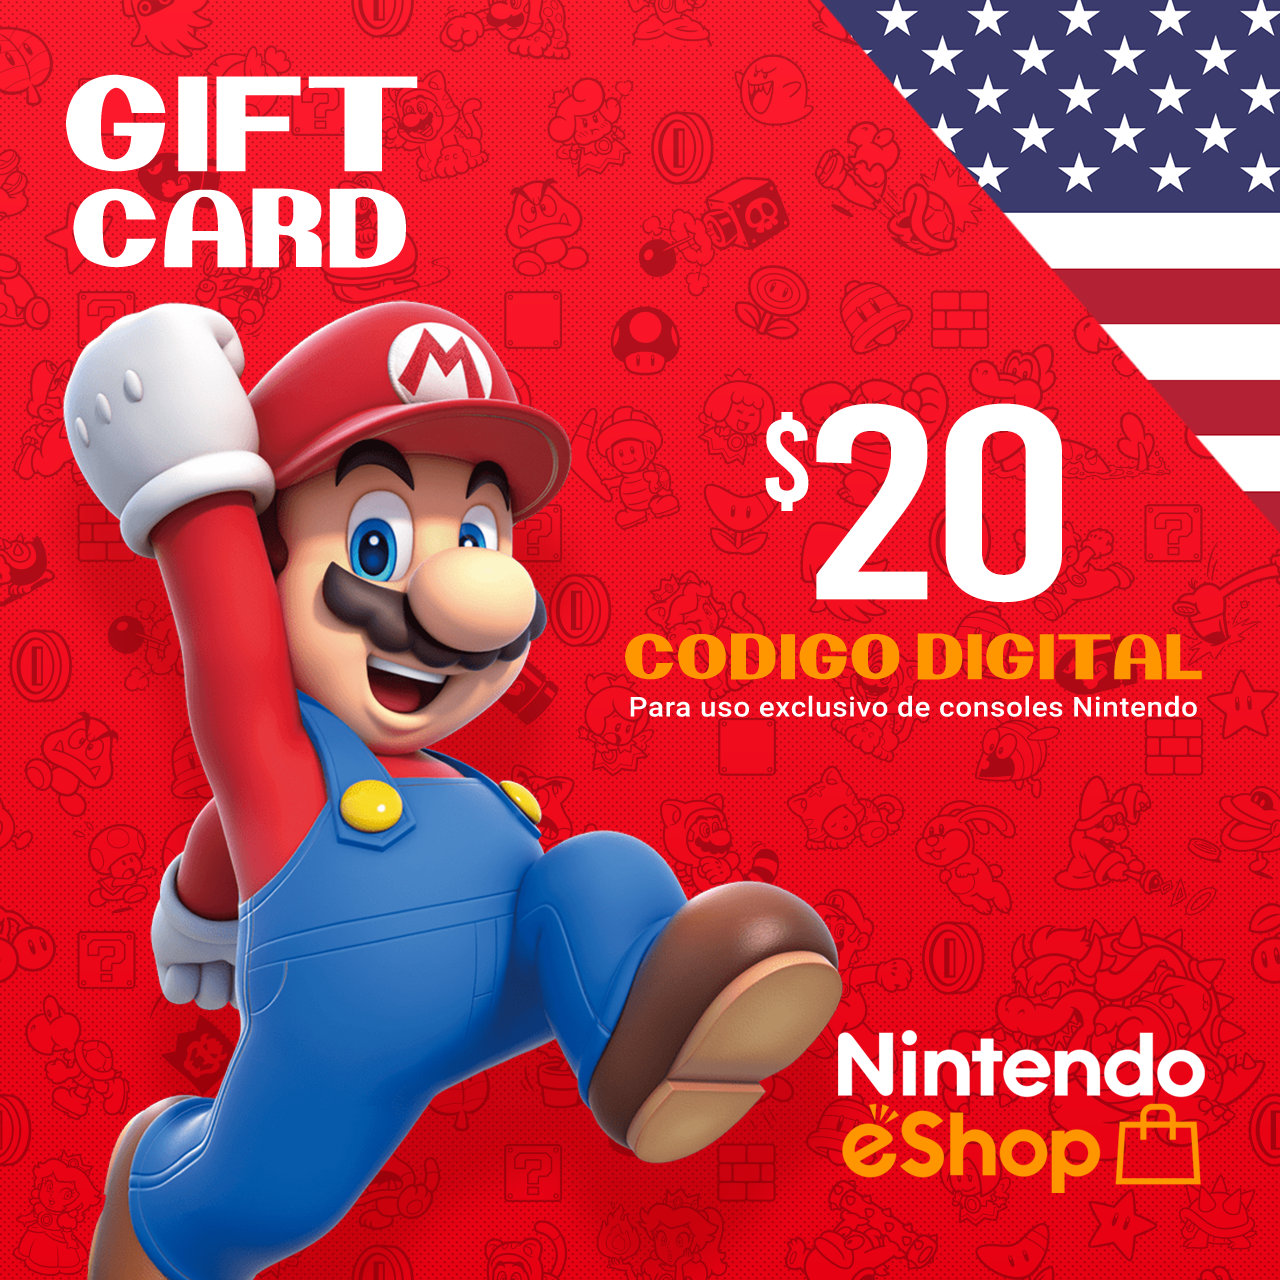 GIFT
CARD
M
$20
CODIGO DIGITAL
Para uso exclusivo de consoles Nintendo
Nintendo
eShop